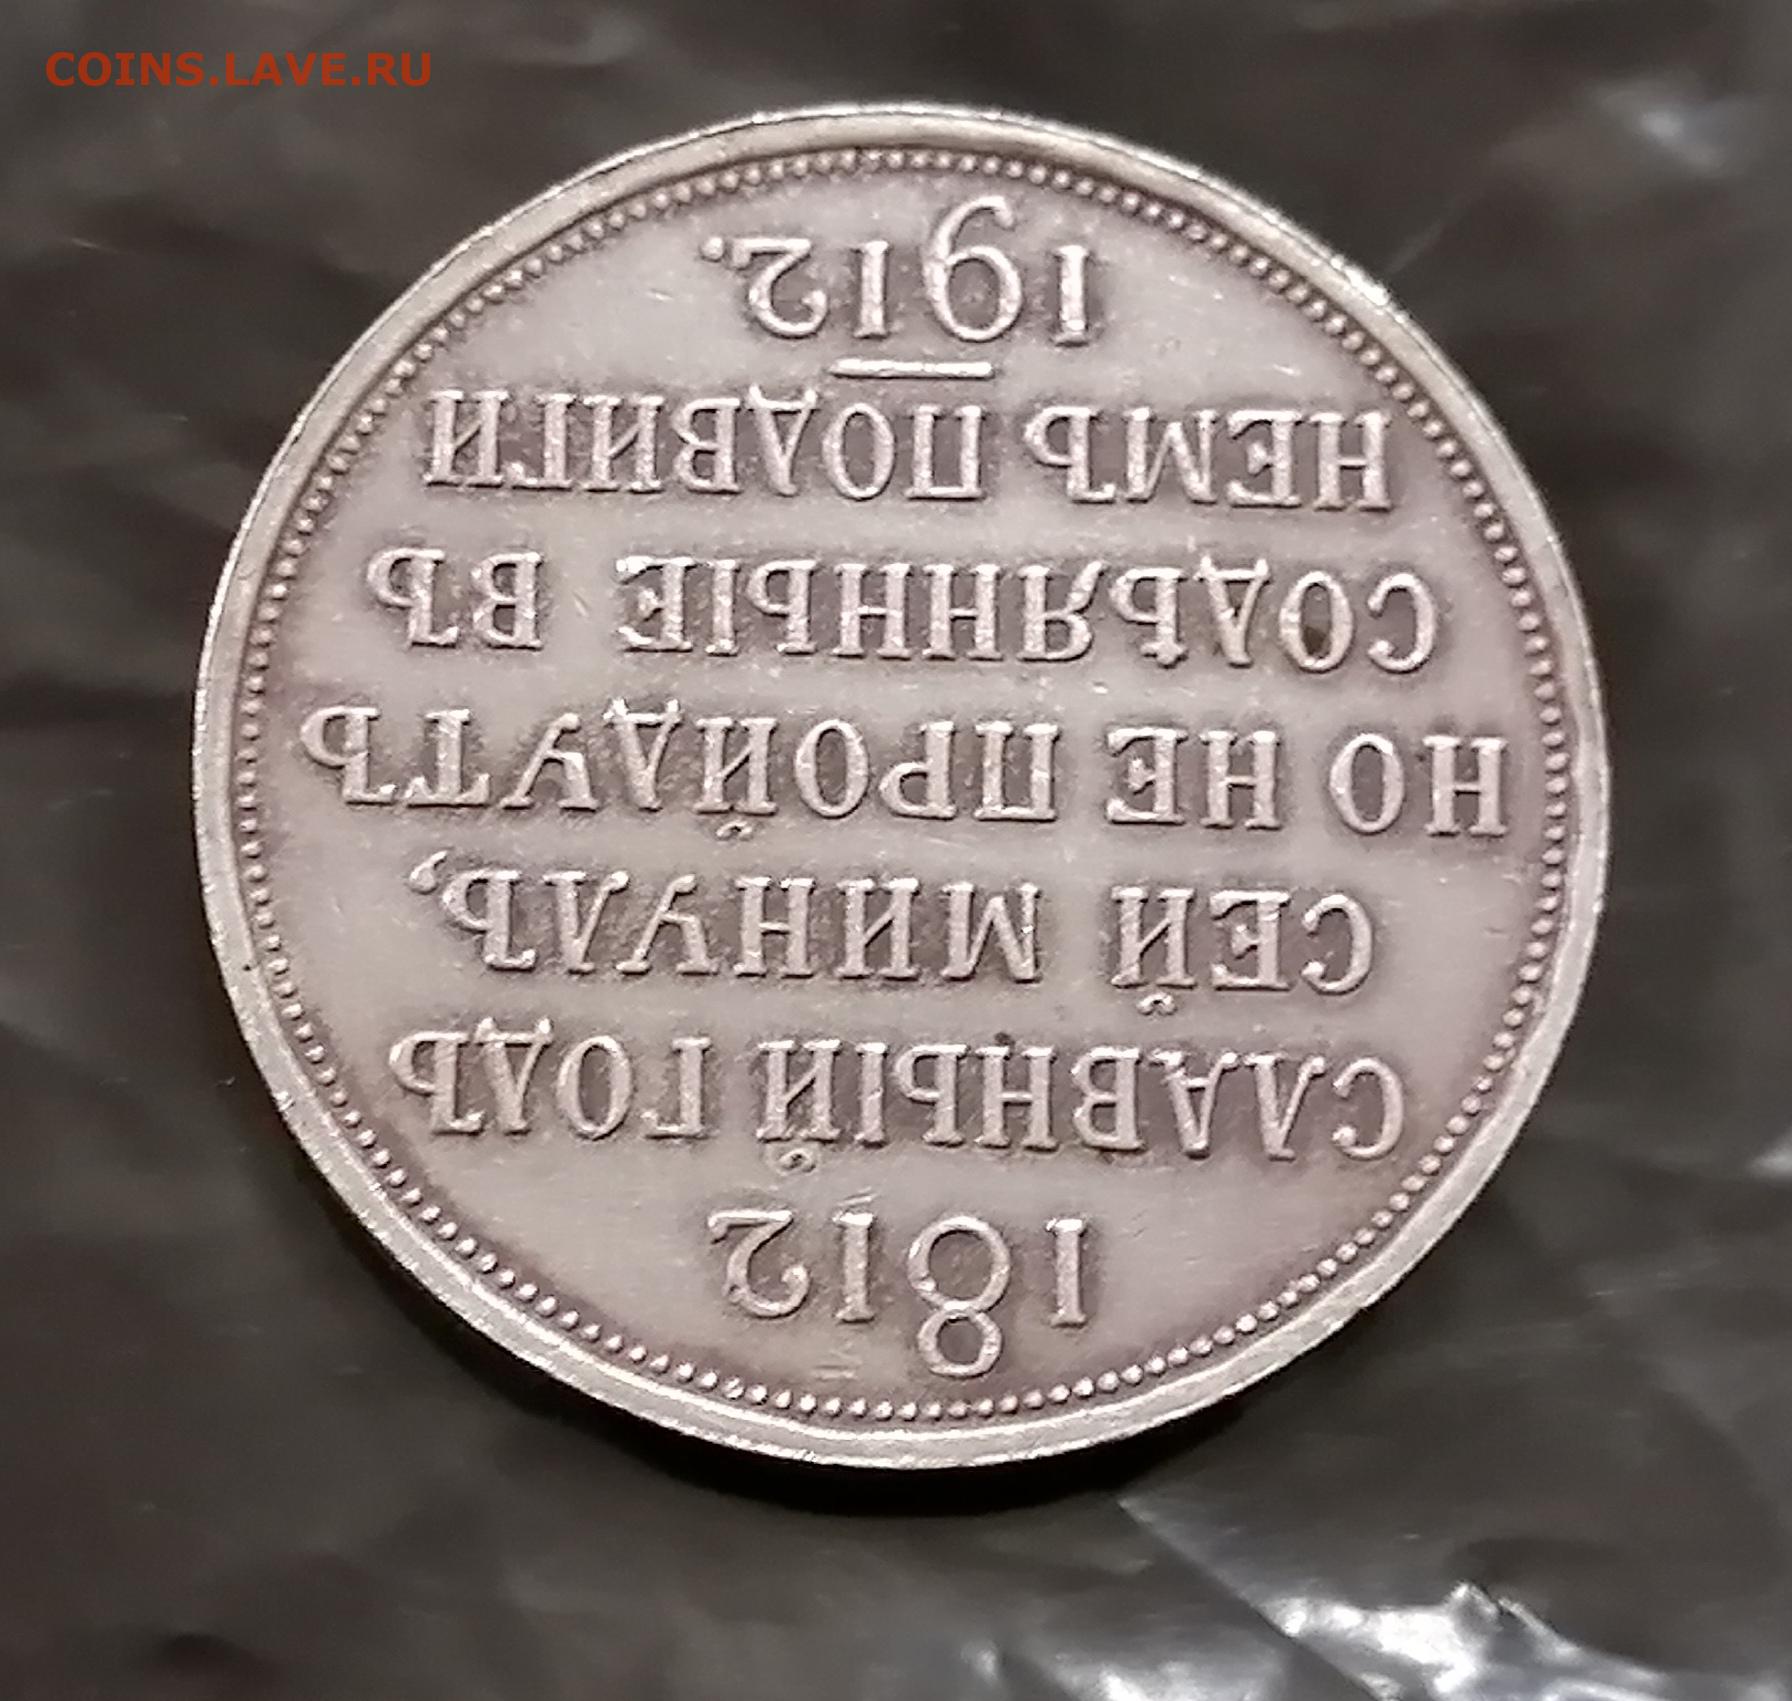 COINS.LAVE.RU
1812
СЛАВНЫЙ ГОДЪ
СЕЙ МИНУЛЪ,
НО НЕ ПРОЙДУТЪ
СОДѢЯННЫЕ ВЪ
НЕМЪ ПОДВИГИ
1912.